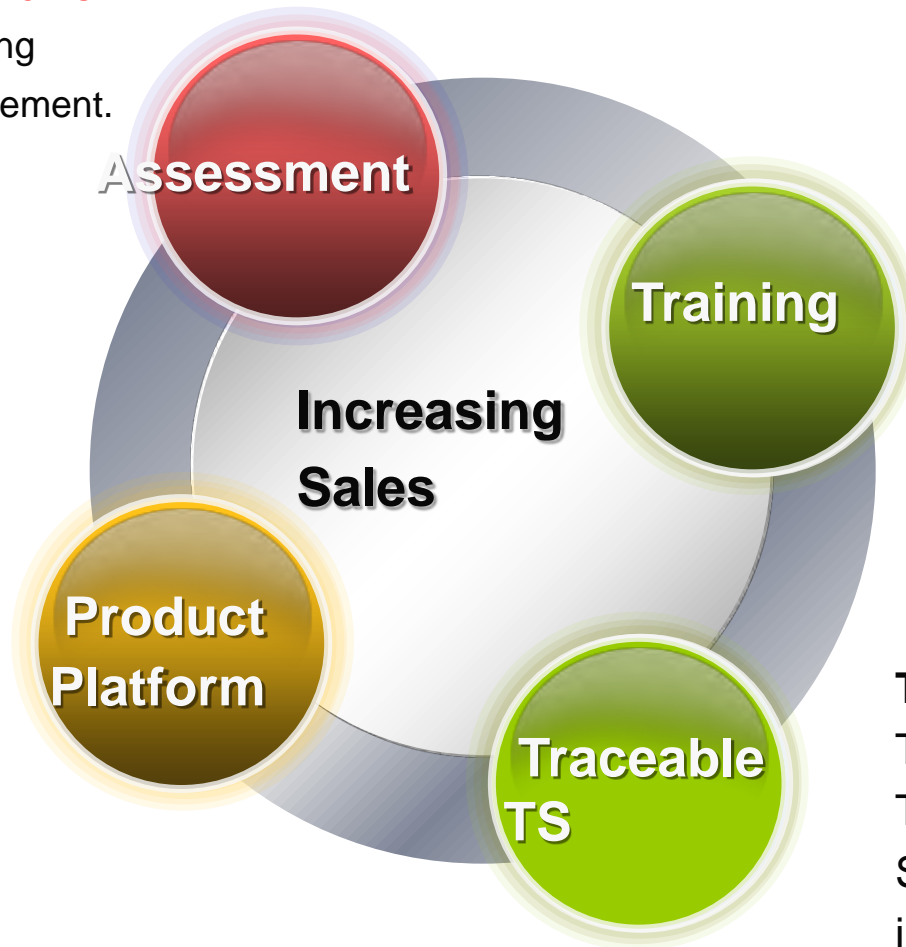 ng
ement.
Assessment
Training
Increasing
Sales
Product
Platform
Traceable
TS